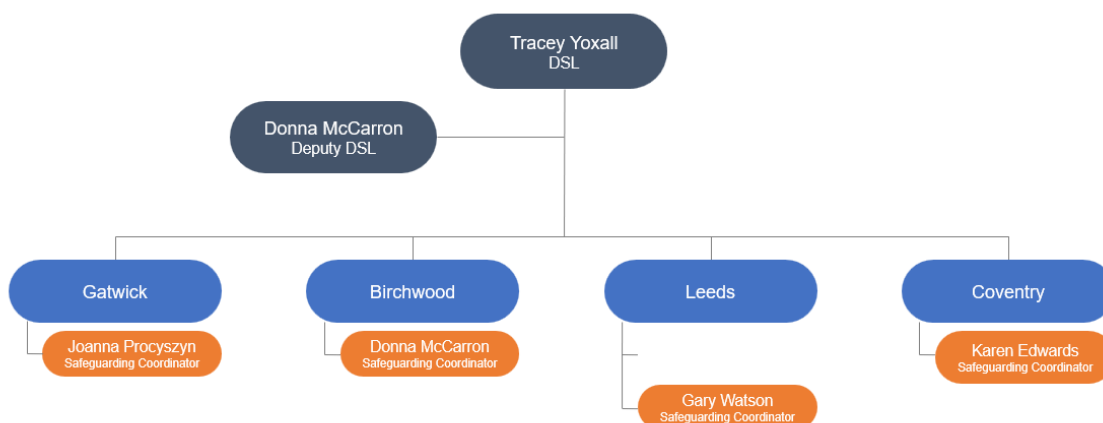 Tracey Yoxall
DSL
Donna McCarron
Deputy DSL
Gatwick
Birchwood
Leeds
Coventry
Joanna Procyszyn
Safeguarding Coordinator
Donna McCarron
Safeguarding Coordinator
Karen Edwards
Safeguarding Coordinator
Gary Watson
Safeguarding Coordinator